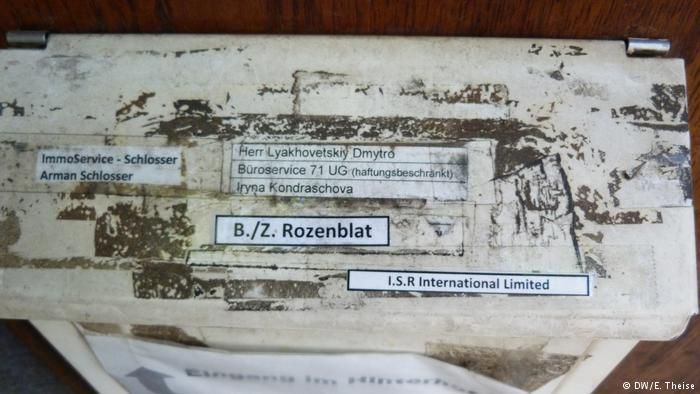 ImmoService - Schlosser
Arman Schlosser
Herr Lyakhovetskiy Dmytro
Büroservice 71 UG (haftungsbeschränkt)
Iryna Kondraschova
B./Z. Rozenblat
I.S.R International Limited
Eingang im
© DW/E. Theise